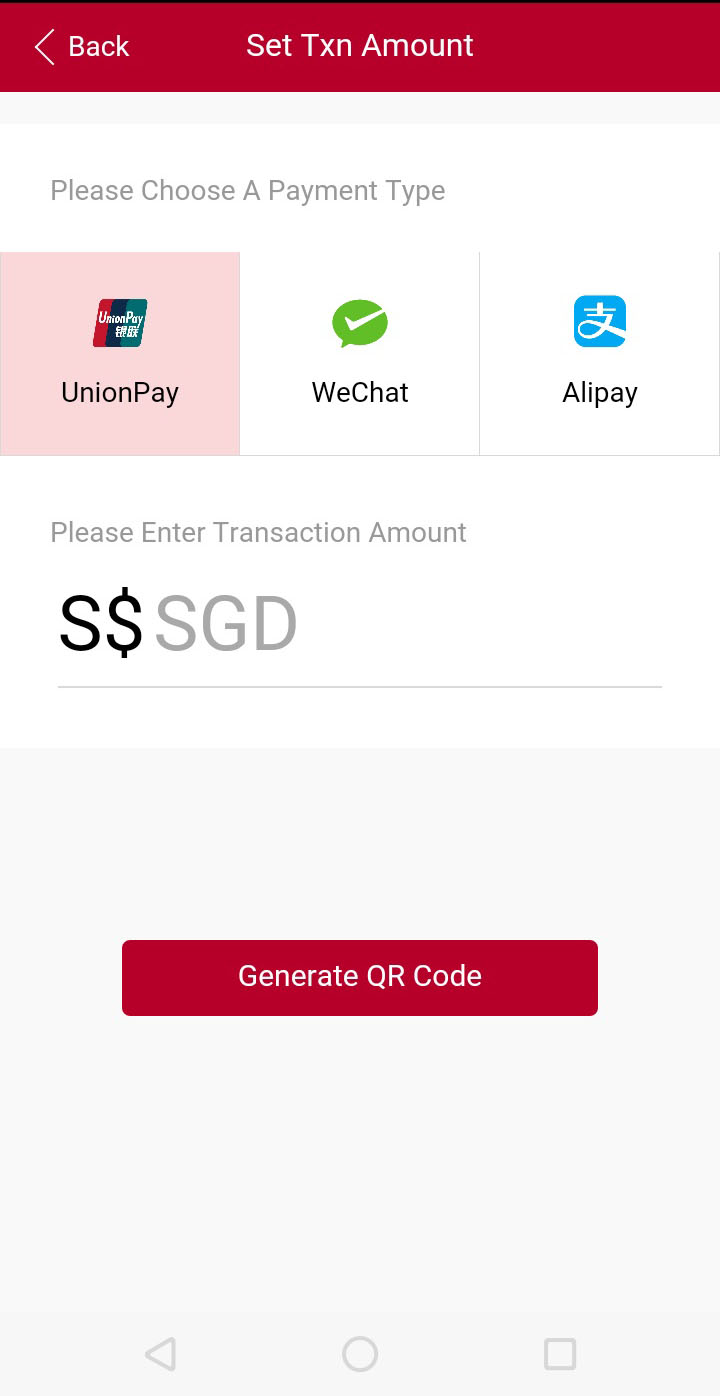 Back
Set Txn Amount
Please Choose A Payment Type
UnionPay
银联
支
UnionPay
WeChat
Alipay
Please Enter Transaction Amount
S$ SGD
Generate QR Code